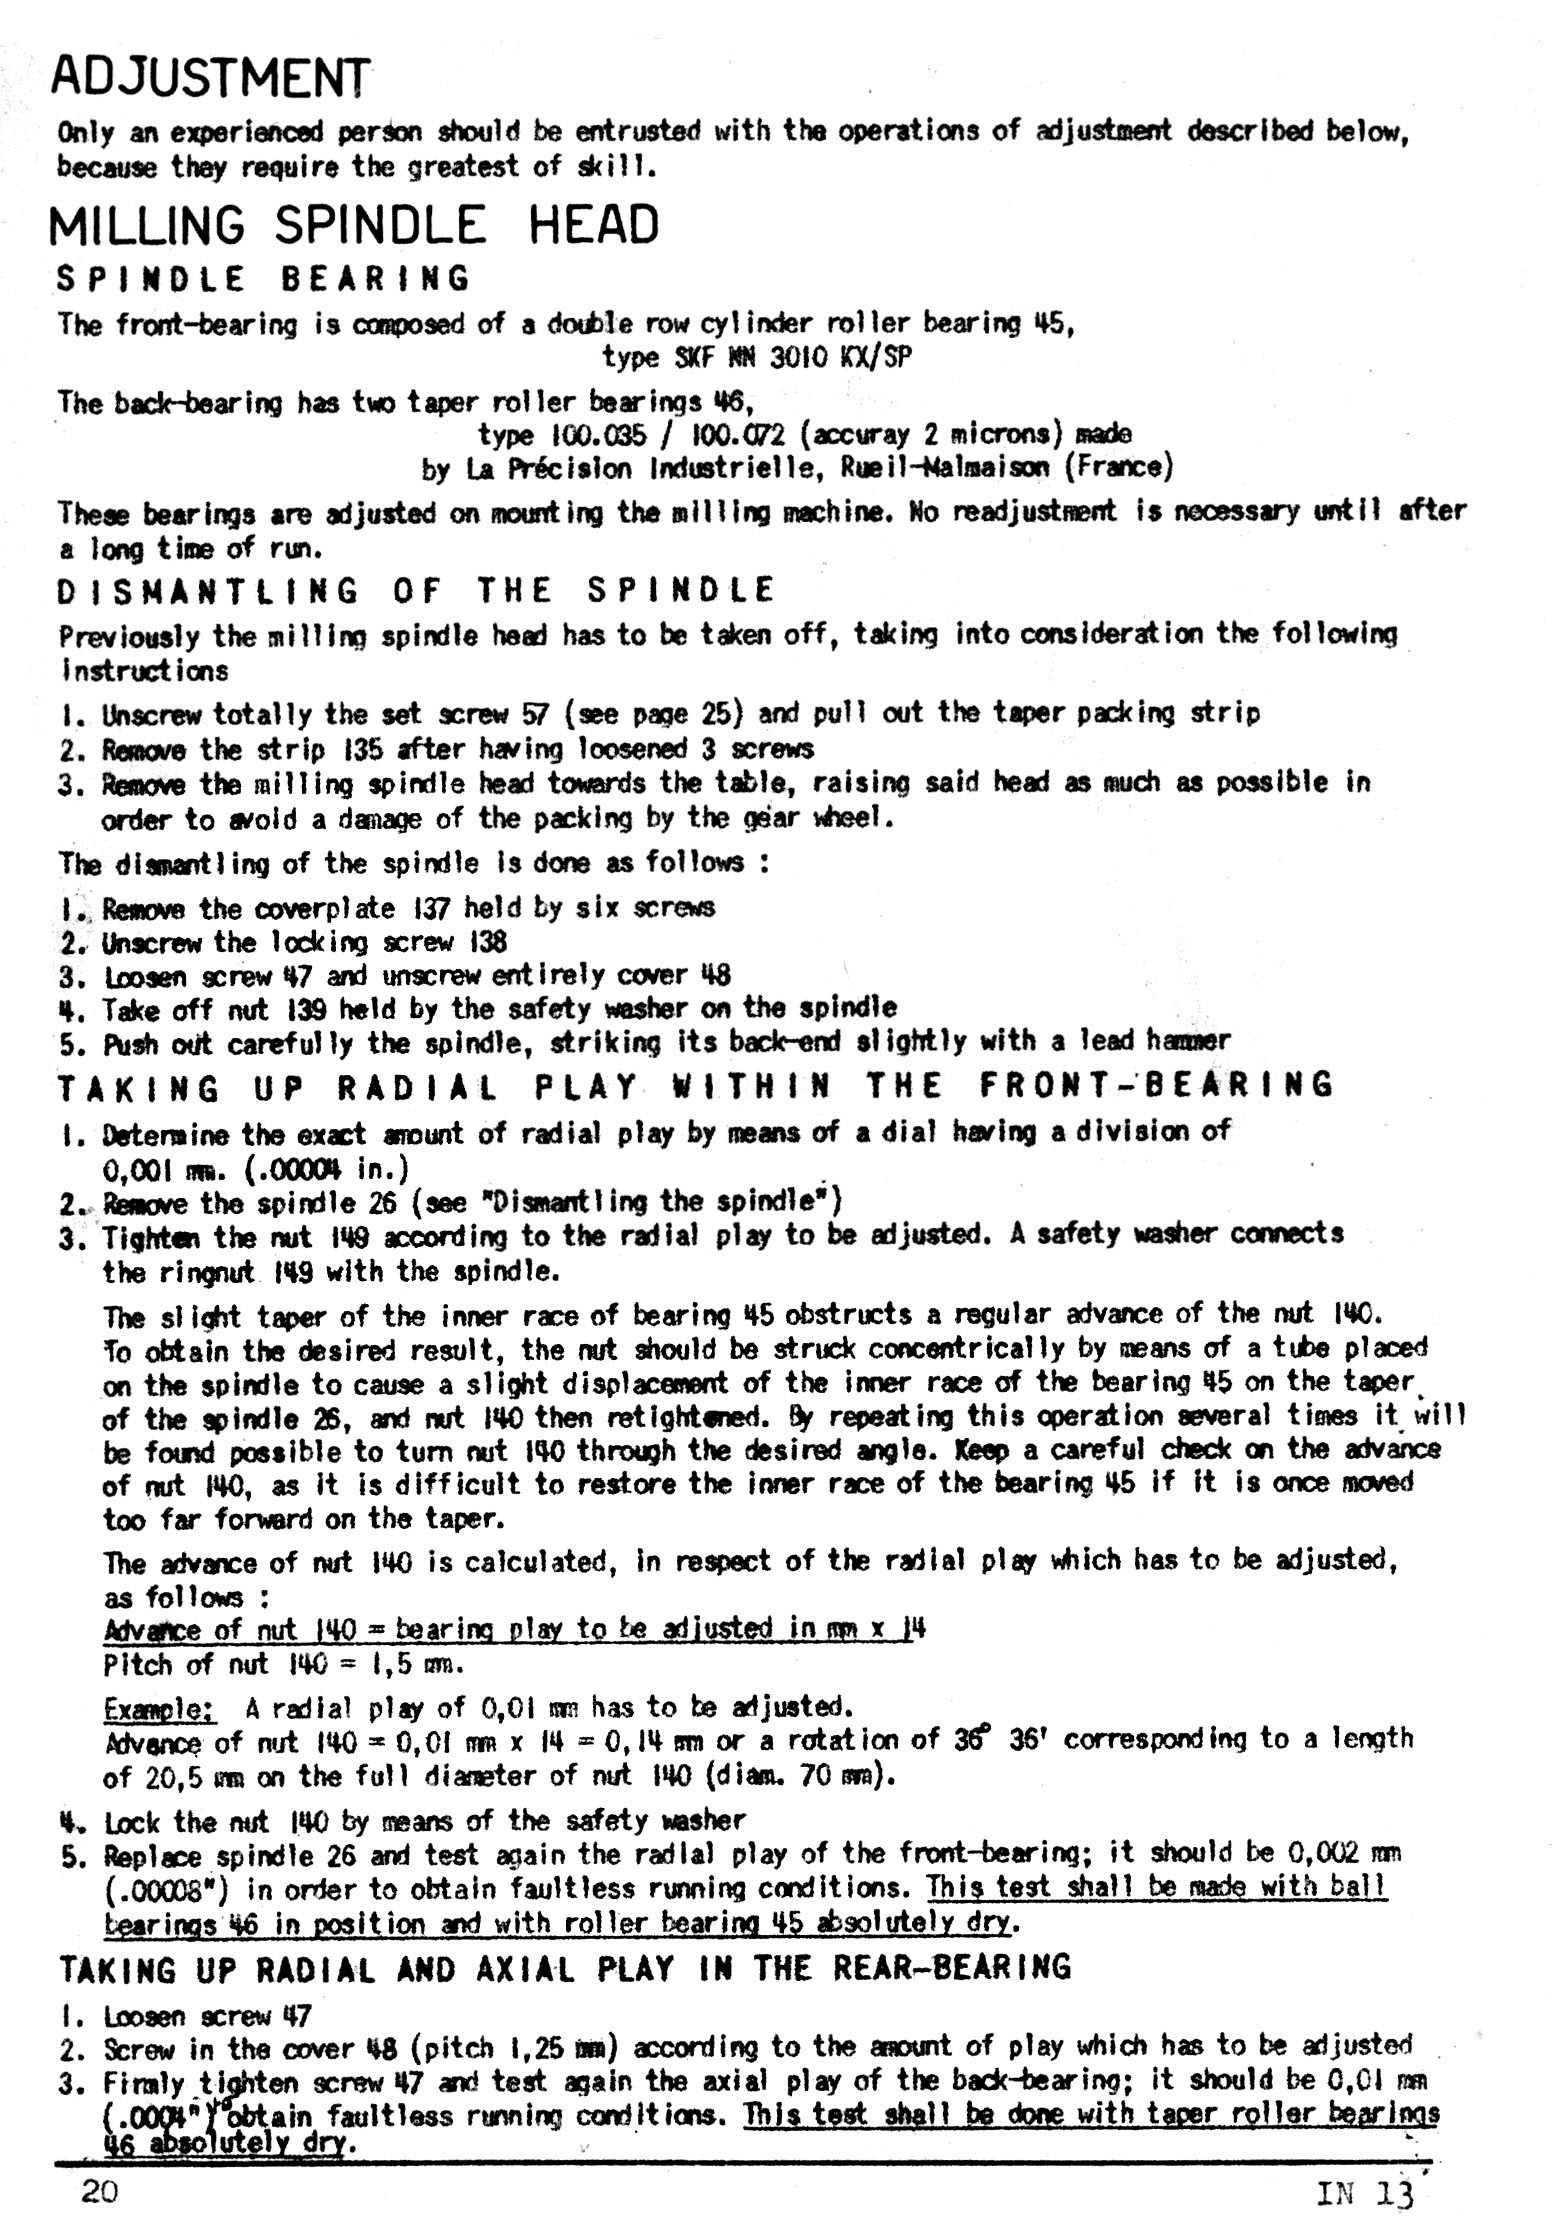 ADJUSTMENT
Only an experienced person should be entrusted with the operations of adjustment described below,
because they require the greatest of skill.
MILLING SPINDLE HEAD
SPINDLE BEARING
The front-bearing is composed of a double row cylinder roller bearing 45,
type SKF NN 3010 KX/SP
The back-bearing has two taper roller bearings 46,
type 100.035 / 100.072 (accuray 2 microns) made
by La Précision Industrielle, Rueil-Malmaison (France)
These bearings are adjusted on mounting the millling machine. No readjustment is necessary until after
a long time of run.
DISMANTLING OF THE SPINDLE
Previously the milling spindle head has to be taken off, taking into consideration the following
instructions
1. Unscrew totally the set screw 57 (see page 25) and pull out the taper packing strip
2. Remove the strip 135 after having loosened 3 screws
3. Remove the milling spindle head towards the table, raising said head as much as possible in
order to avoid a damage of the packing by the gear wheel.
The dismantling of the spindle is done as follows :
1. Remove the coverplate 137 held by six screws
2. Unscrew the locking screw 138
3. Loosen screw 47 and unscrew entirely cover 48
4. Take off nut 139 held by the safety washer on the spindle
5. Push out carefully the spindle, striking its back-end slightly with a lead hammer
TAKING UP RADIAL PLAY WITHIN THE FRONT-BEARING
1. Determine the exact amount of radial play by means of a dial having a division of
0,001 mm. (.00004 in.)
2. Remove the spindle 26 (see "Dismantling the spindle")
3. Tighten the nut 149 according to the radial play to be adjusted. A safety washer connects
the ringnut 149 with the spindle.
The slight taper of the inner race of bearing 45 obstructs a regular advance of the nut 140.
To obtain the desired result, the nut should be struck concentrically by means of a tube placed
on the spindle to cause a slight displacement of the inner race of the bearing 45 on the taper
of the spindle 26, and nut 140 then retightened. By repeating this operation several times it will
be found possible to turn nut 140 through the desired angle. Keep a careful check on the advance
of nut 140, as it is difficult to restore the inner race of the bearing 45 if it is once moved
too far forward on the taper.
The advance of nut 140 is calculated, in respect of the radial play which has to be adjusted,
as follows :
Advance of nut 140 = bearing play to be adjusted in mm x 14
Pitch of nut 140 = 1,5 mm.
Example: A radial play of 0,01 mm has to be adjusted.
Advance of nut 140 = 0,01 mm x 14 = 0,14 mm or a rotation of 36° 36' corresponding to a length
of 20,5 mm on the full diameter of nut 140 (diam. 70 mm).
4. Lock the nut 140 by means of the safety washer
5. Replace spindle 26 and test again the radial play of the front-bearing; it should be 0,002 mm
(.00008") in order to obtain faultless running conditions. This test shall be made with ball
bearings 46 in position and with roller bearing 45 absolutely dry.
TAKING UP RADIAL AND AXIAL PLAY IN THE REAR-BEARING
1. Loosen screw 47
2. Screw in the cover 48 (pitch 1,25 mm) according to the amount of play which has to be adjusted
3. Firmly tighten screw 47 and test again the axial play of the back-bearing; it should be 0,01 mm
(.0004") to obtain faultless running conditions. This test shall be done with taper roller bearings
46 absolutely dry.
20 IN 13